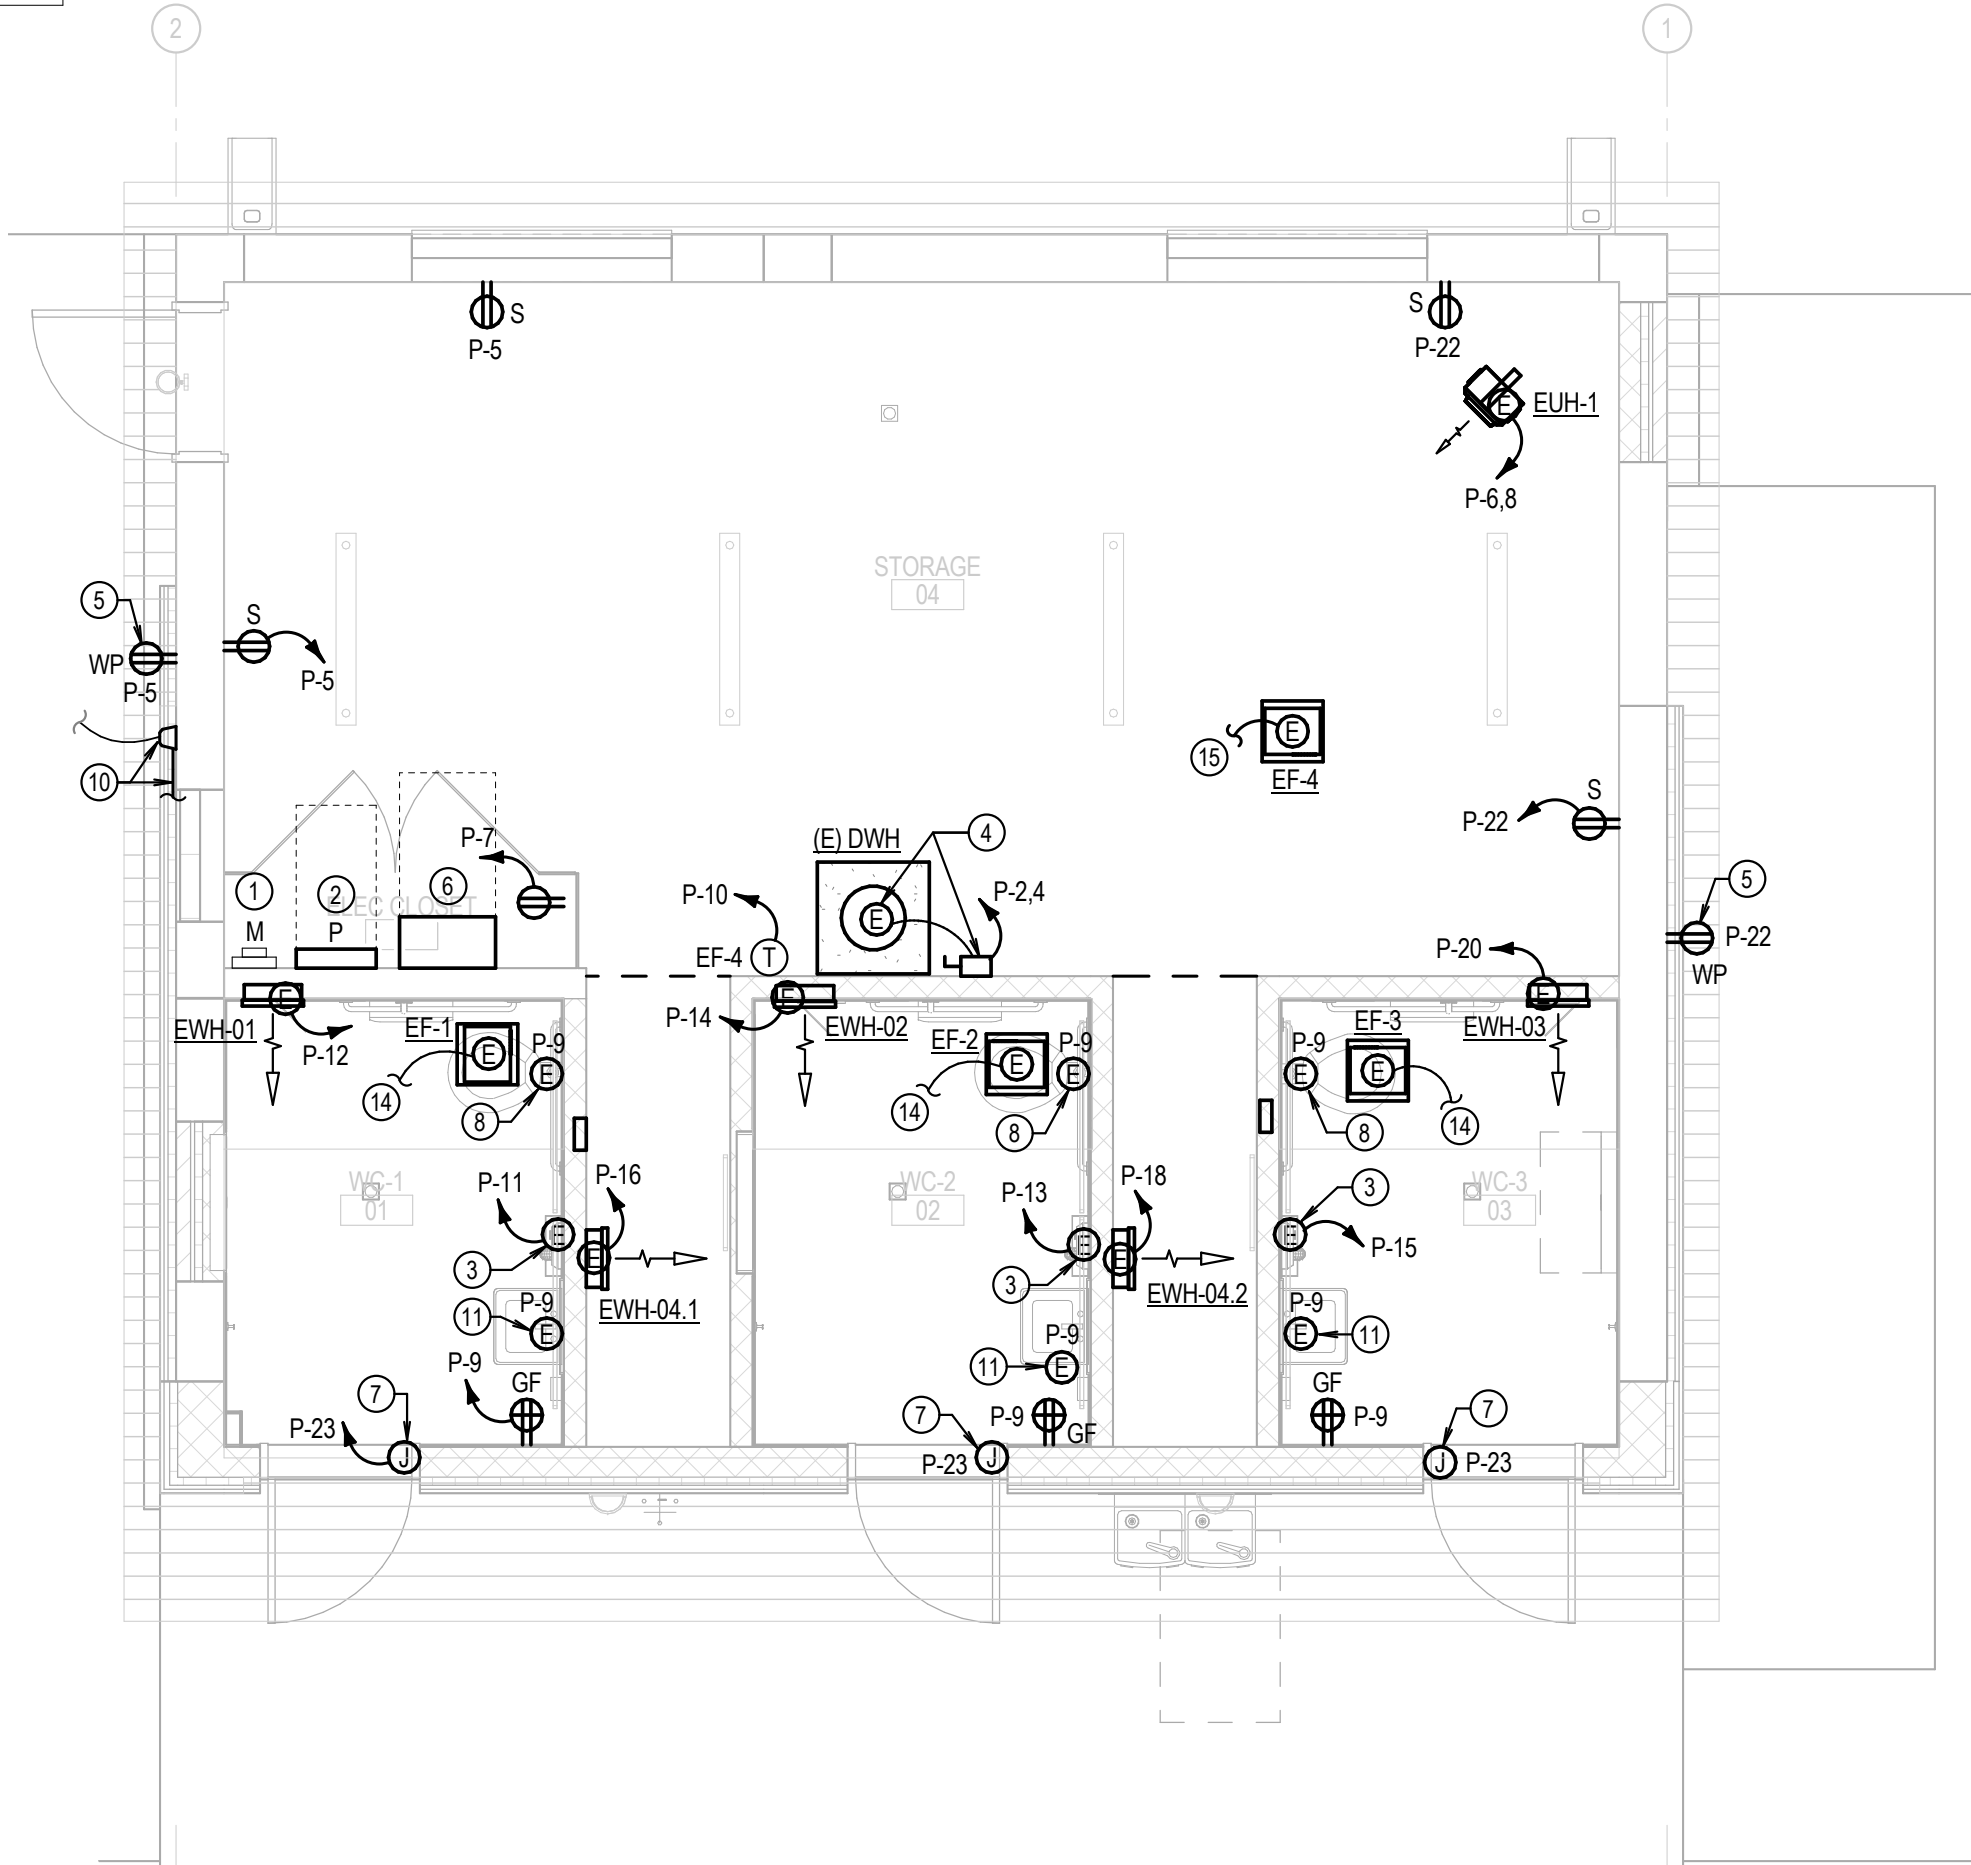 2
1
S
P-5
S
P-22
E
EUH-1
P-6,8
STORAGE
04
5
WP
P-5
S
P-5
10
15
E
EF-4
S
P-22
5
P-22
WP
P-7
1
2
6
ELEC CLOSET
M
P
(E) DWH
4
P-10
E
P-2,4
EF-4
T
P-20
E
EWH-01
P-12
EF-1
E
14
P-9
E
8
E
P-14
EWH-02
EF-2
E
14
P-9
E
8
P-9
E
8
EF-3
E
14
EWH-03
E
WC-1
01
P-11
E
3
P-16
E
EWH-04.1
WC-2
02
P-13
E
3
P-18
E
EWH-04.2
3
E
P-15
WC-3
03
P-9
E
11
P-9
E
11
P-9
E
11
P-9
GF
7
P-23
J
P-9
GF
7
P-23
J
GF
P-9
7
J
P-23